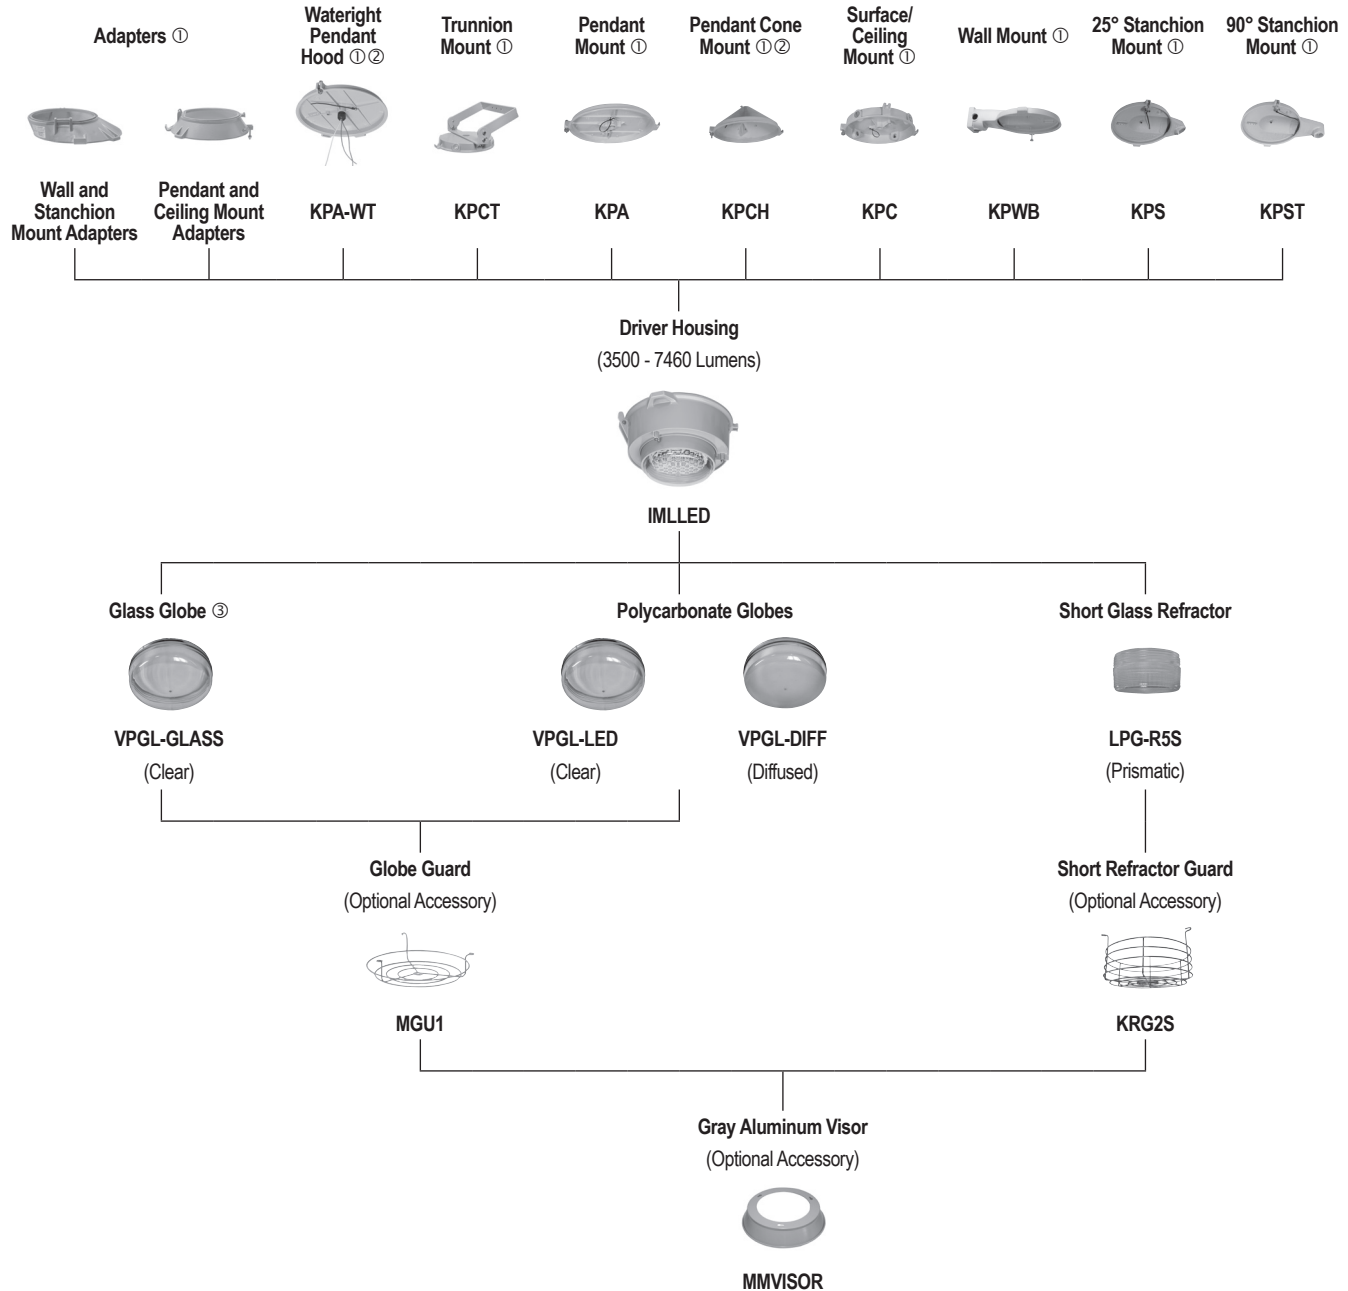 Adapters ①
Wateright
Pendant
Hood ①②
Trunnion
Mount ①
Pendant
Mount ①
Pendant Cone
Mount ①②
Surface/
Ceiling
Mount ①
Wall Mount ①
25° Stanchion
Mount ①
90° Stanchion
Mount ①
Wall and
Stanchion
Mount Adapters
Pendant and
Ceiling Mount
Adapters
KPA-WT
KPCT
KPA
KPCH
KPC
KPWB
KPS
KPST
Driver Housing
(3500 - 7460 Lumens)
IMLLED
Glass Globe ③
Polycarbonate Globes
Short Glass Refractor
VPGL-GLASS
(Clear)
VPGL-LED
(Clear)
VPGL-DIFF
(Diffused)
LPG-R5S
(Prismatic)
Globe Guard
(Optional Accessory)
Short Refractor Guard
(Optional Accessory)
MGU1
KRG2S
Gray Aluminum Visor
(Optional Accessory)
MMVISOR